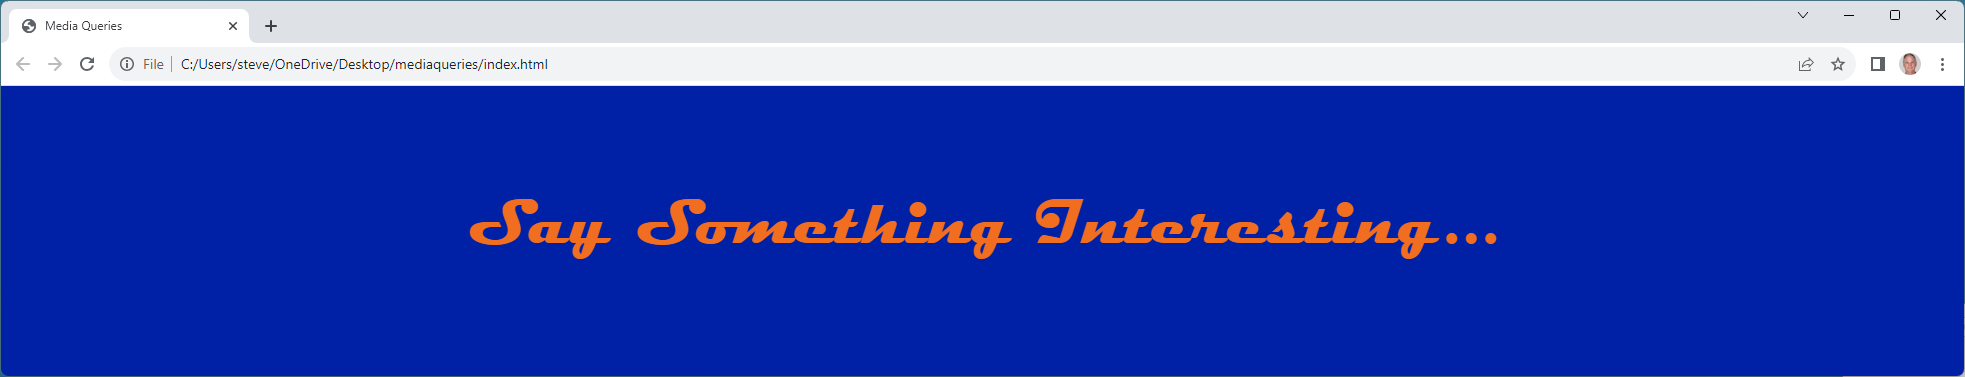 Media Queries
File C:/Users/steve/OneDrive/Desktop/mediaqueries/index.html
Say Something Interesting...